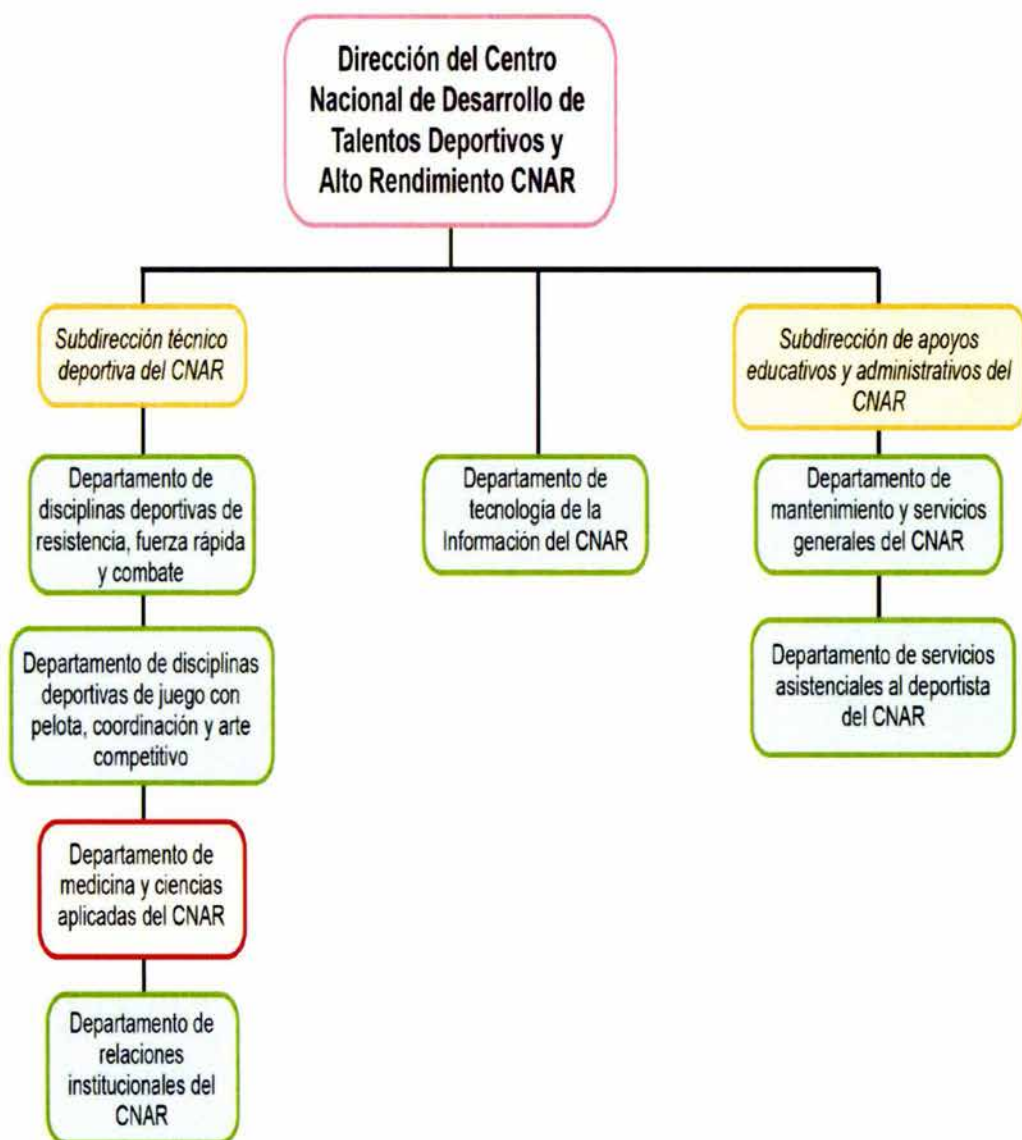 Dirección del Centro
Nacional de Desarrollo de
Talentos Deportivos y
Alto Rendimiento CNAR
Subdirección técnico
deportiva del CNAR
Subdirección de apoyos
educativos y administrativos del
CNAR
Departamento de
disciplinas deportivas de
resistencia, fuerza rápida
y combate
Departamento de
tecnología de la
Información del CNAR
Departamento de
mantenimiento y servicios
generales del CNAR
Departamento de disciplinas
deportivas de juego con
pelota, coordinación y arte
competitivo
Departamento de servicios
asistenciales al deportista
del CNAR
Departamento de
medicina y ciencias
aplicadas del CNAR
Departamento de
relaciones
institucionales del
CNAR